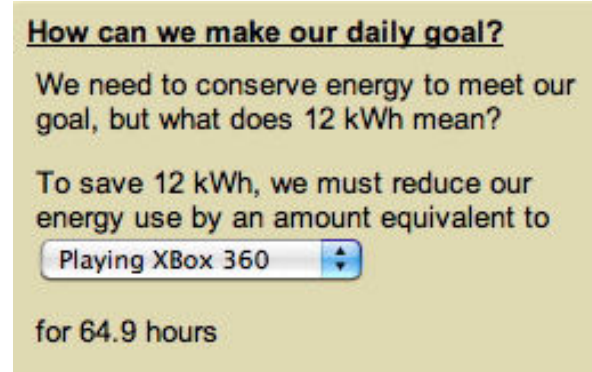 How can we make our daily goal?
We need to conserve energy to meet our
goal, but what does 12 kWh mean?
To save 12 kWh, we must reduce our
energy use by an amount equivalent to
Playing XBox 360
for 64.9 hours